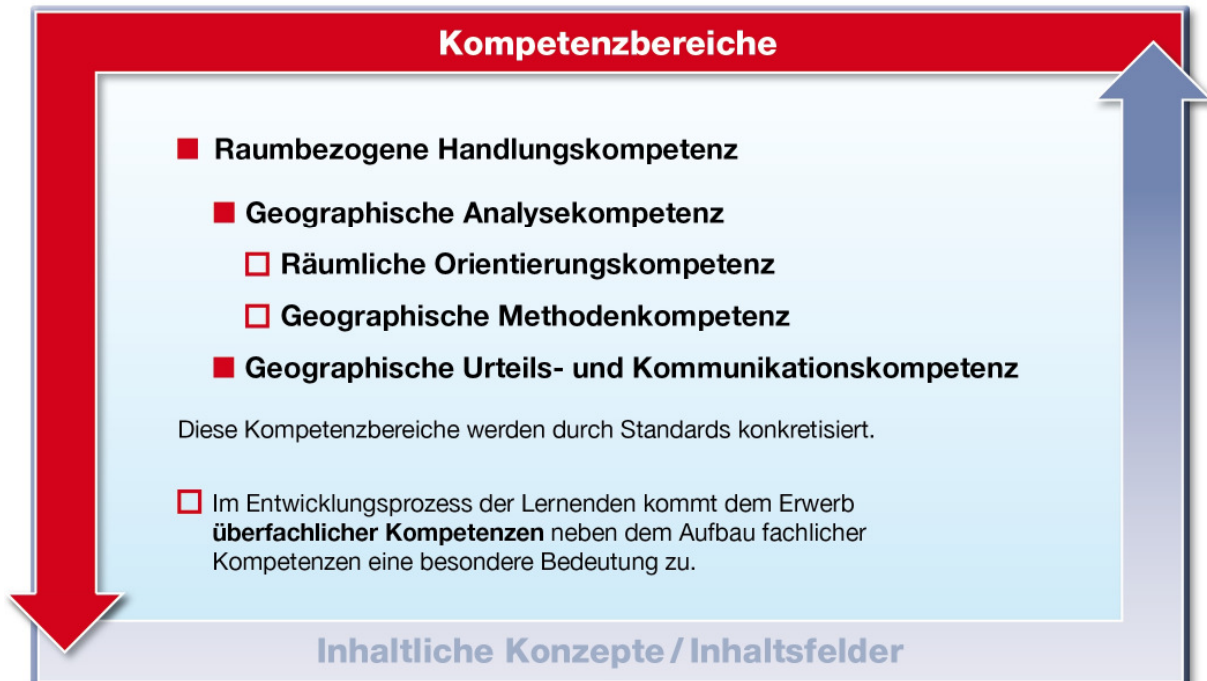 Kompetenzbereiche
Raumbezogene Handlungskompetenz
Geographische Analysekompetenz
Räumliche Orientierungskompetenz
Geographische Methodenkompetenz
Geographische Urteils- und Kommunikationskompetenz
Diese Kompetenzbereiche werden durch Standards konkretisiert.
Im Entwicklungsprozess der Lernenden kommt dem Erwerb
überfachlicher Kompetenzen neben dem Aufbau fachlicher
Kompetenzen eine besondere Bedeutung zu.
Inhaltliche Konzepte/Inhaltsfelder